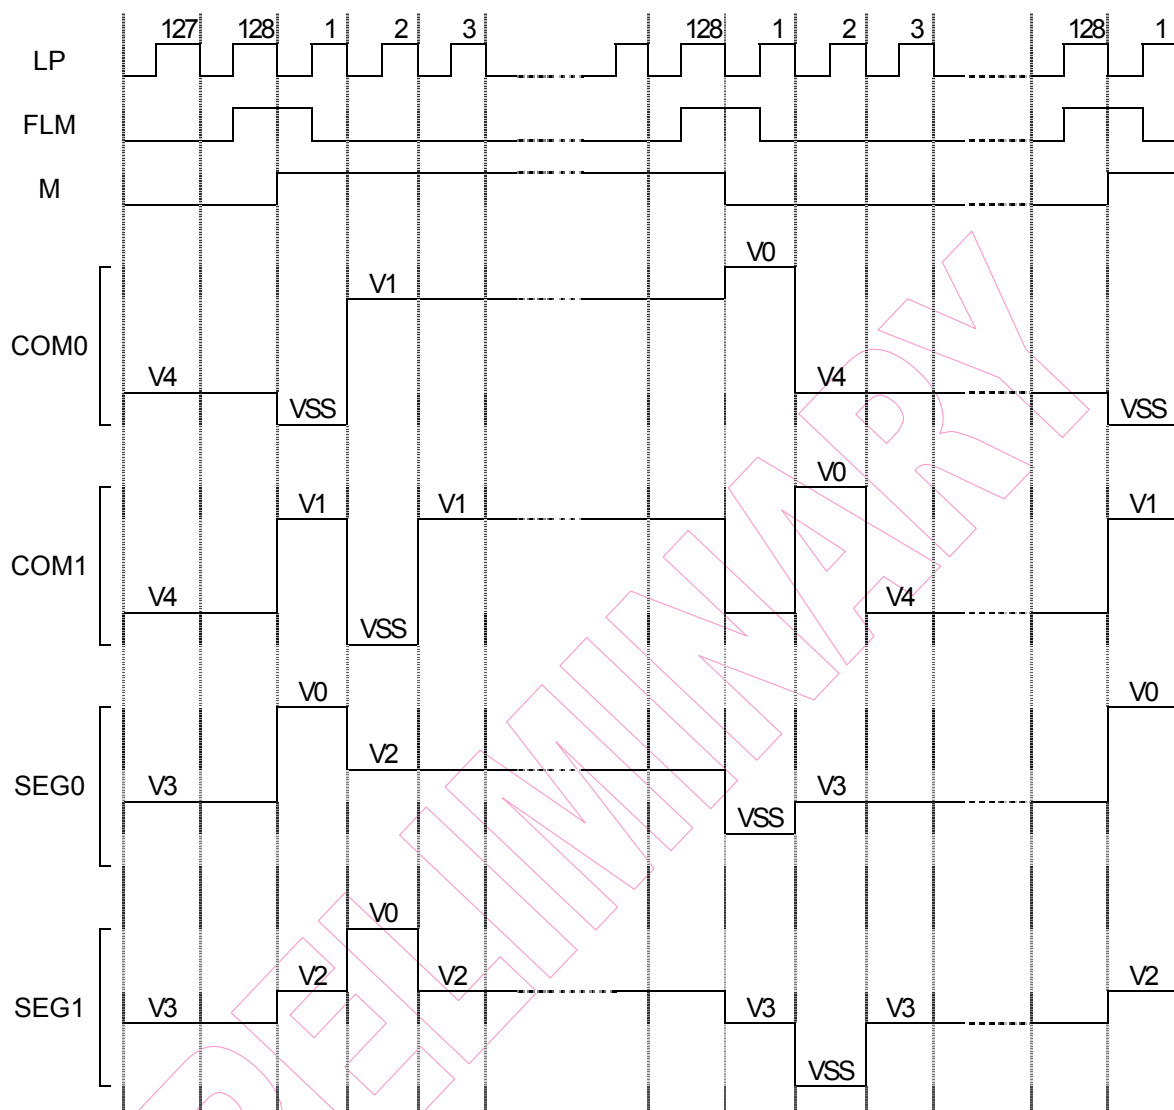 127 128 1 2 3 128 1 2 3 128 1
LP
FLM
M
V0
V1
COM0
V4 V4
VSS VSS
V0
V1 V1 V1
COM1
V4 V4
VSS
V0 V0
V2
SEG0 V3 V3
VSS
V0
V2 V2 V2
SEG1 V3 V3 V3
VSS
PRELIMINARY